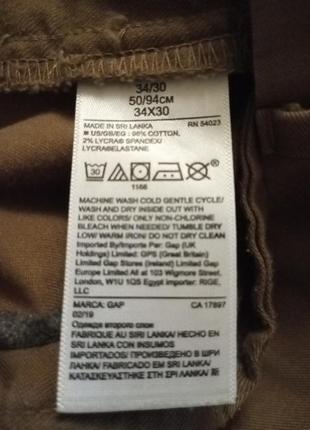 34/30
50/94CM
34X30
MADE IN SRI LANKA RN 54023
■ US/GB/EG : 98% COTTON,
2% LYCRA®SPANDEX/
LYCRA®ELASTANE
30
1166
MACHINE WASH COLD GENTLE CYCLE/
WASH AND DRY INSIDE OUT WITH
LIKE COLORS/ ONLY NON-CHLORINE
BLEACH WHEN NEEDED/ TUMBLE DRY
LOW/ WARM IRON/ DO NOT DRY CLEAN
Imported By/Importe Par: Gap (UK
Holdings) Limited: GPS (Great Britain)
Limited Gap Stores (Ireland) Limited Gap
Europe Limited All at 103 Wigmore Street,
London, W1U 1QS Egypt Importer: RIGE,
LLC
MARCA: GAP CA 17897
02/19
Одежда второго слоя
FABRIQUE AU SRI LANKA/ HECHO EN
SRI LANKA CON INSUMOS
IMPORTADOS/ ПРОИЗВЕДЕНО В ШРИ
ЛАНКА/ FABRICADO EM SRI LANKA/
ΚΑΤΑΣΚΕΥΑΣΤΗΚΕ ΣΤΗ ΣΡΙ ΛΑΝΚΑ/